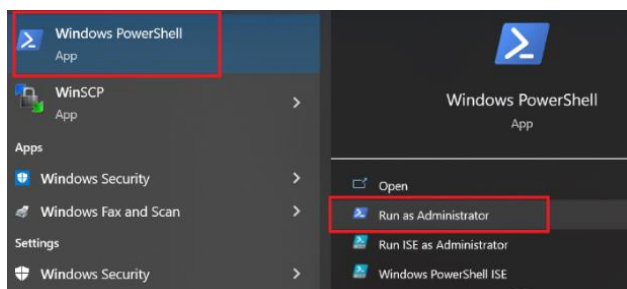 Windows PowerShell
App
WinSCP
App
Apps
Windows Security
Windows Fax and Scan
Settings
Windows Security
Windows PowerShell
App
Open
Run as Administrator
Run ISE as Administrator
Windows PowerShell ISE